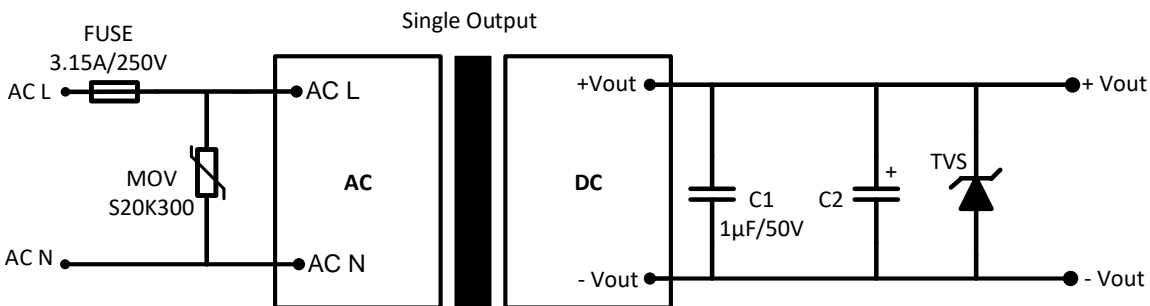 Single Output
FUSE
3.15A/250V
AC L
AC L
MOV
S20K300
AC
AC N
AC N
+Vout
DC
- Vout
C1
1µF/50V
C2
+
TVS
+ Vout
- Vout